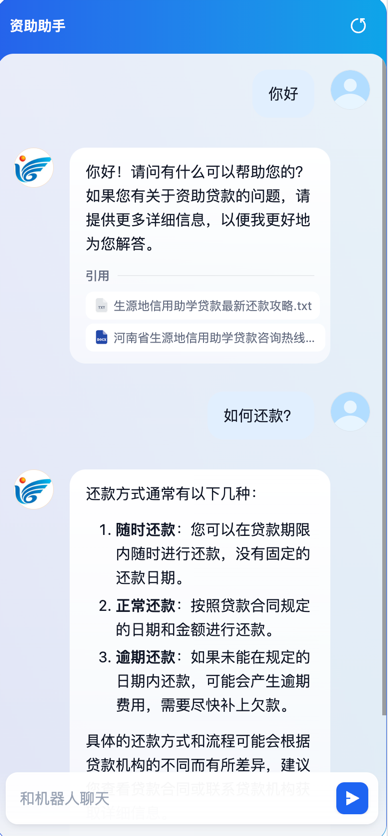 资助助手
你好
你好！请问有什么可以帮助您的？
如果您有关于资助贷款的问题，请
提供更多详细信息，以便我更好地
为您解答。
引用
TXT 生源地信用助学贷款最新还款攻略.txt
DOCX 河南省生源地信用助学贷款咨询热线...
如何还款？
还款方式通常有以下几种：
1. 随时还款：您可以在贷款期限
内随时进行还款，没有固定的
还款日期。
2. 正常还款：按照贷款合同规定
的日期和金额进行还款。
3. 逾期还款：如果未能在规定的
日期内还款，可能会产生逾期
费用，需要尽快补上欠款。
具体的还款方式和流程可能会根据
贷款机构的不同而有所差异，建议
和机器人聊天